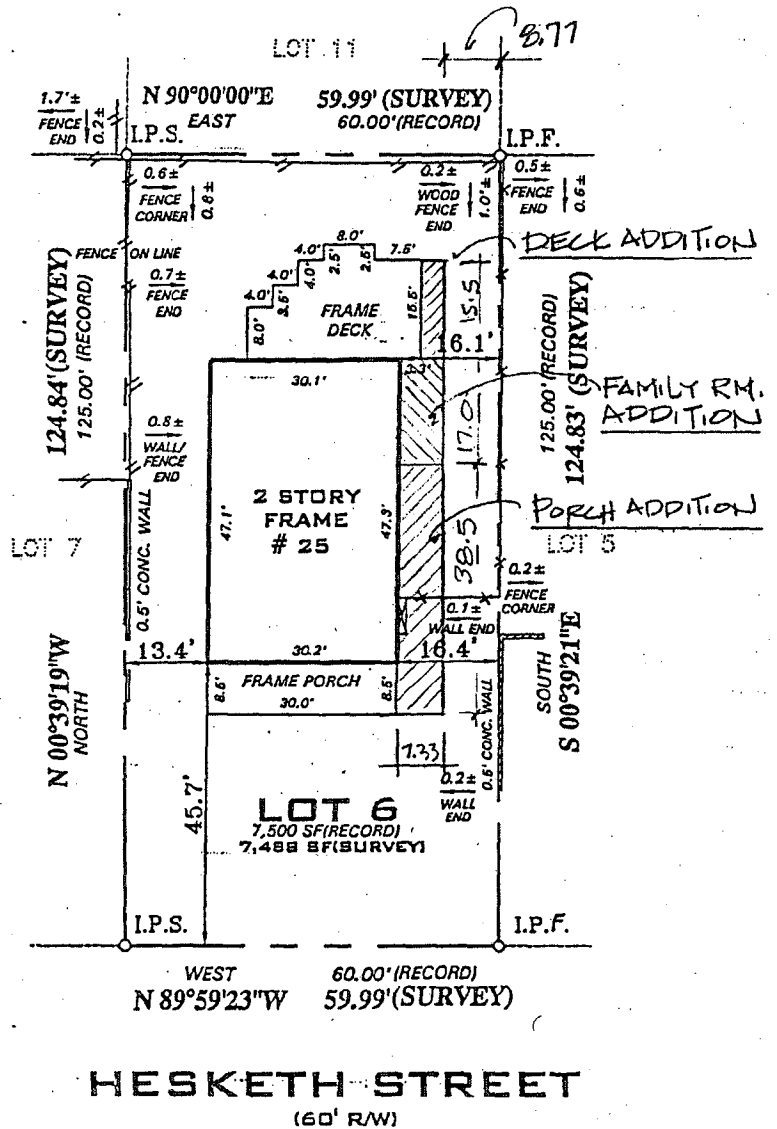 8.77
LOT 11
N 90°00'00"E 59.99' (SURVEY)
EAST 60.00'(RECORD)
1.7'±
FENCE
END
0.2±
I.P.S.
I.P.F.
0.6±
FENCE
CORNER
0.8±
0.2±
WOOD
FENCE
END
1.0'±
0.5±
FENCE
END
0.6±
DECK ADDITION
FENCE ON LINE
0.7±
FENCE
END
124.84'(SURVEY)
125.00' (RECORD)
4.0'
8.0'
7.5'
4.0'
2.5'
2.5'
4.0'
3.5'
8.0'
FRAME
DECK
15.5'
15.5
16.1'
125.00' (RECORD)
124.83' (SURVEY)
30.1'
FAMILY RM.
ADDITION
17.0
0.8±
WALL/
FENCE
END
2 STORY
FRAME
# 25
47.1'
47.3'
PORCH ADDITION
38.5
LOT 7
LOT 5
0.5' CONC. WALL
0.2±
FENCE
CORNER
0.1±
WALL END
13.4'
30.2'
16.4'
FRAME PORCH
8.5'
30.0'
8.5'
N 00°39'19"W
NORTH
SOUTH
S 00°39'21"E
0.5' CONC. WALL
7.33
0.2±
WALL
END
45.7'
LOT 6
7,500 SF(RECORD)
7,488 SF(SURVEY)
I.P.S.
I.P.F.
WEST 60.00'(RECORD)
N 89°59'23"W 59.99'(SURVEY)
HESKETH STREET
(60' R/W)